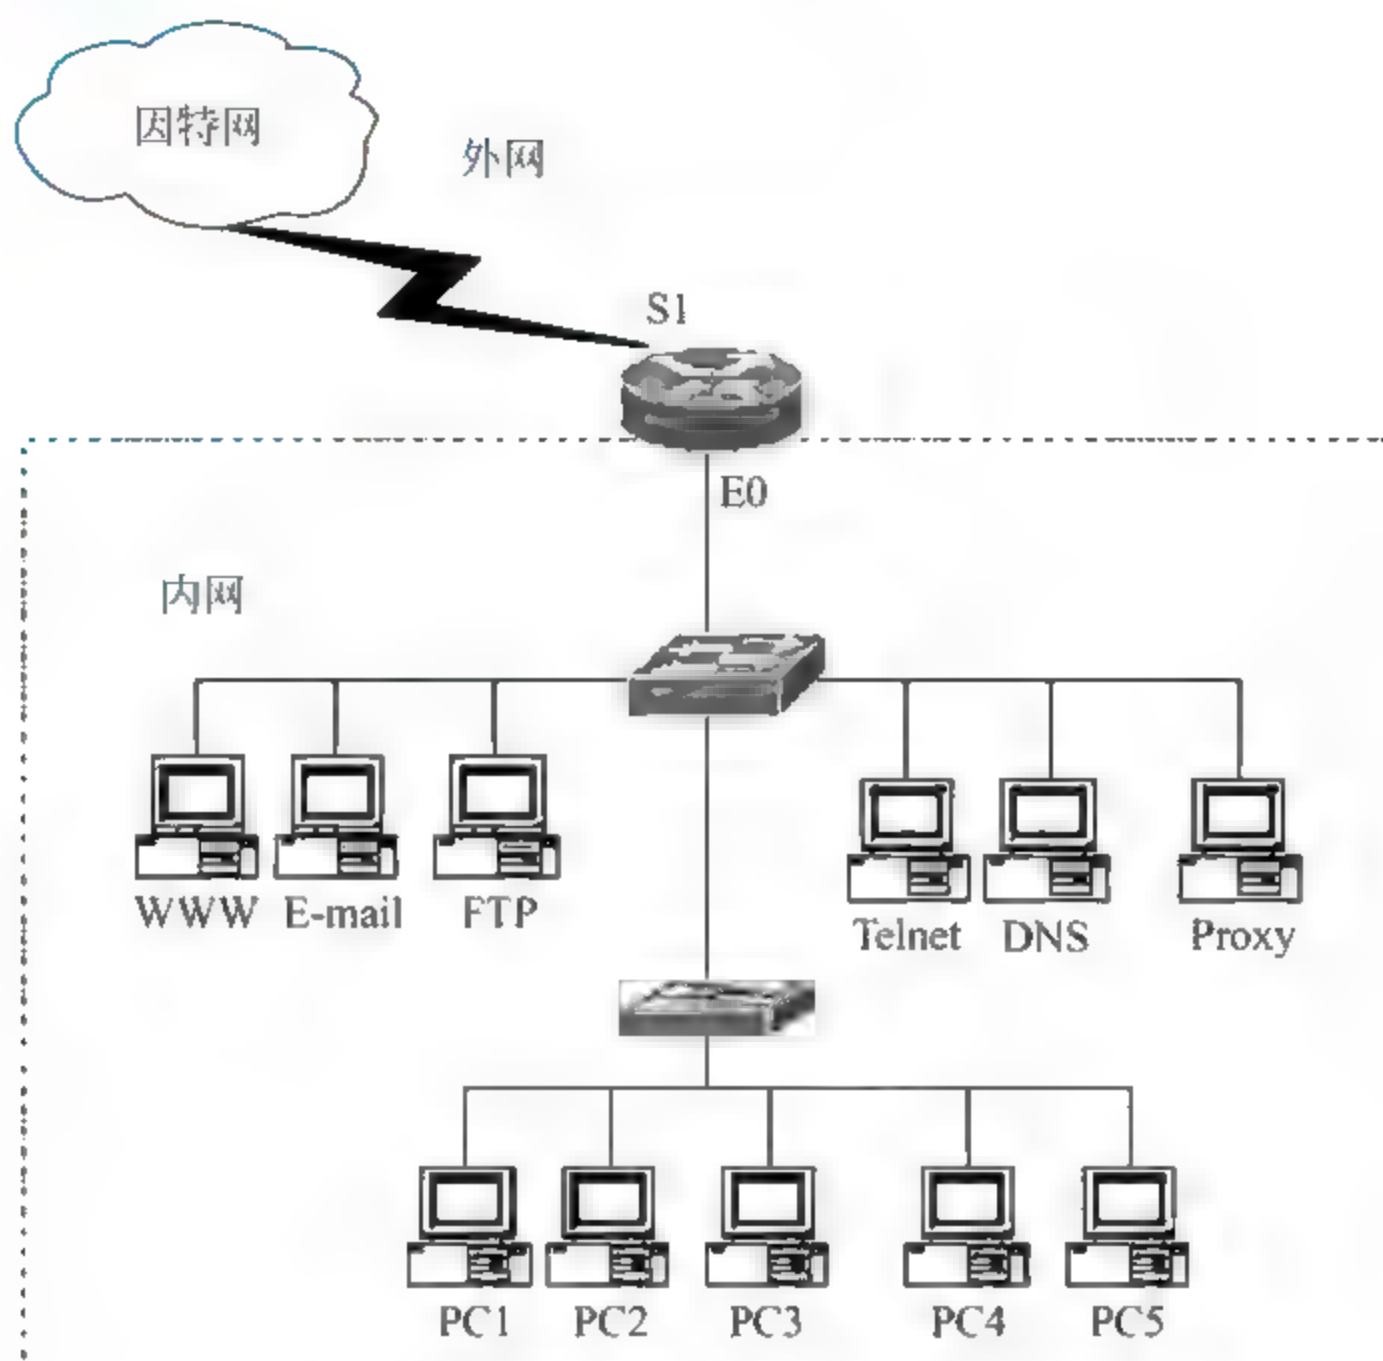 因特网
外网
S1
E0
内网
WWW E-mail FTP
Telnet DNS Proxy
PC1 PC2 PC3 PC4 PC5